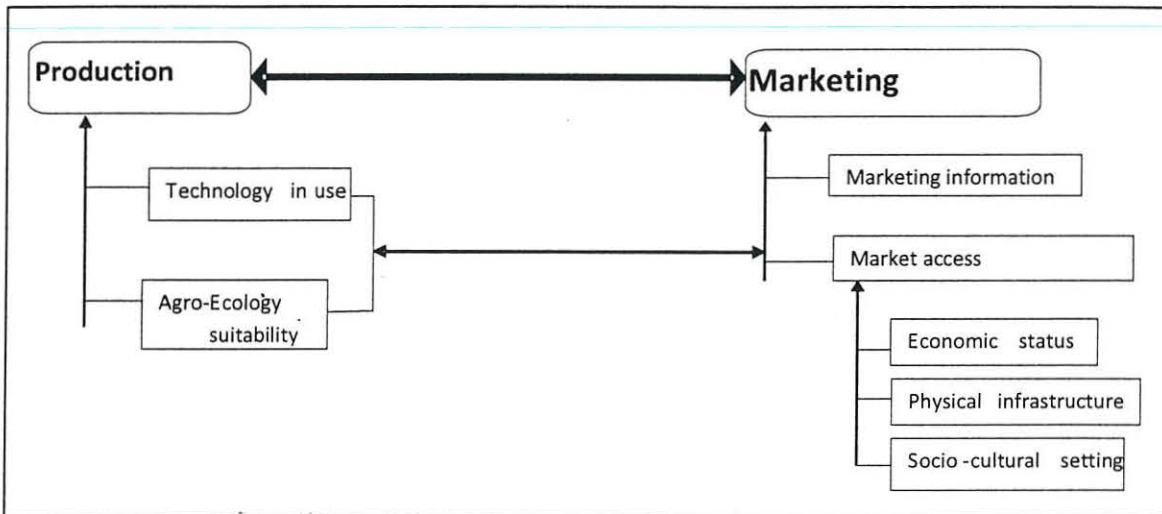 Production
Marketing
Technology in use
Marketing information
Market access
Agro-Ecology
suitability
Economic status
Physical infrastructure
Socio-cultural setting